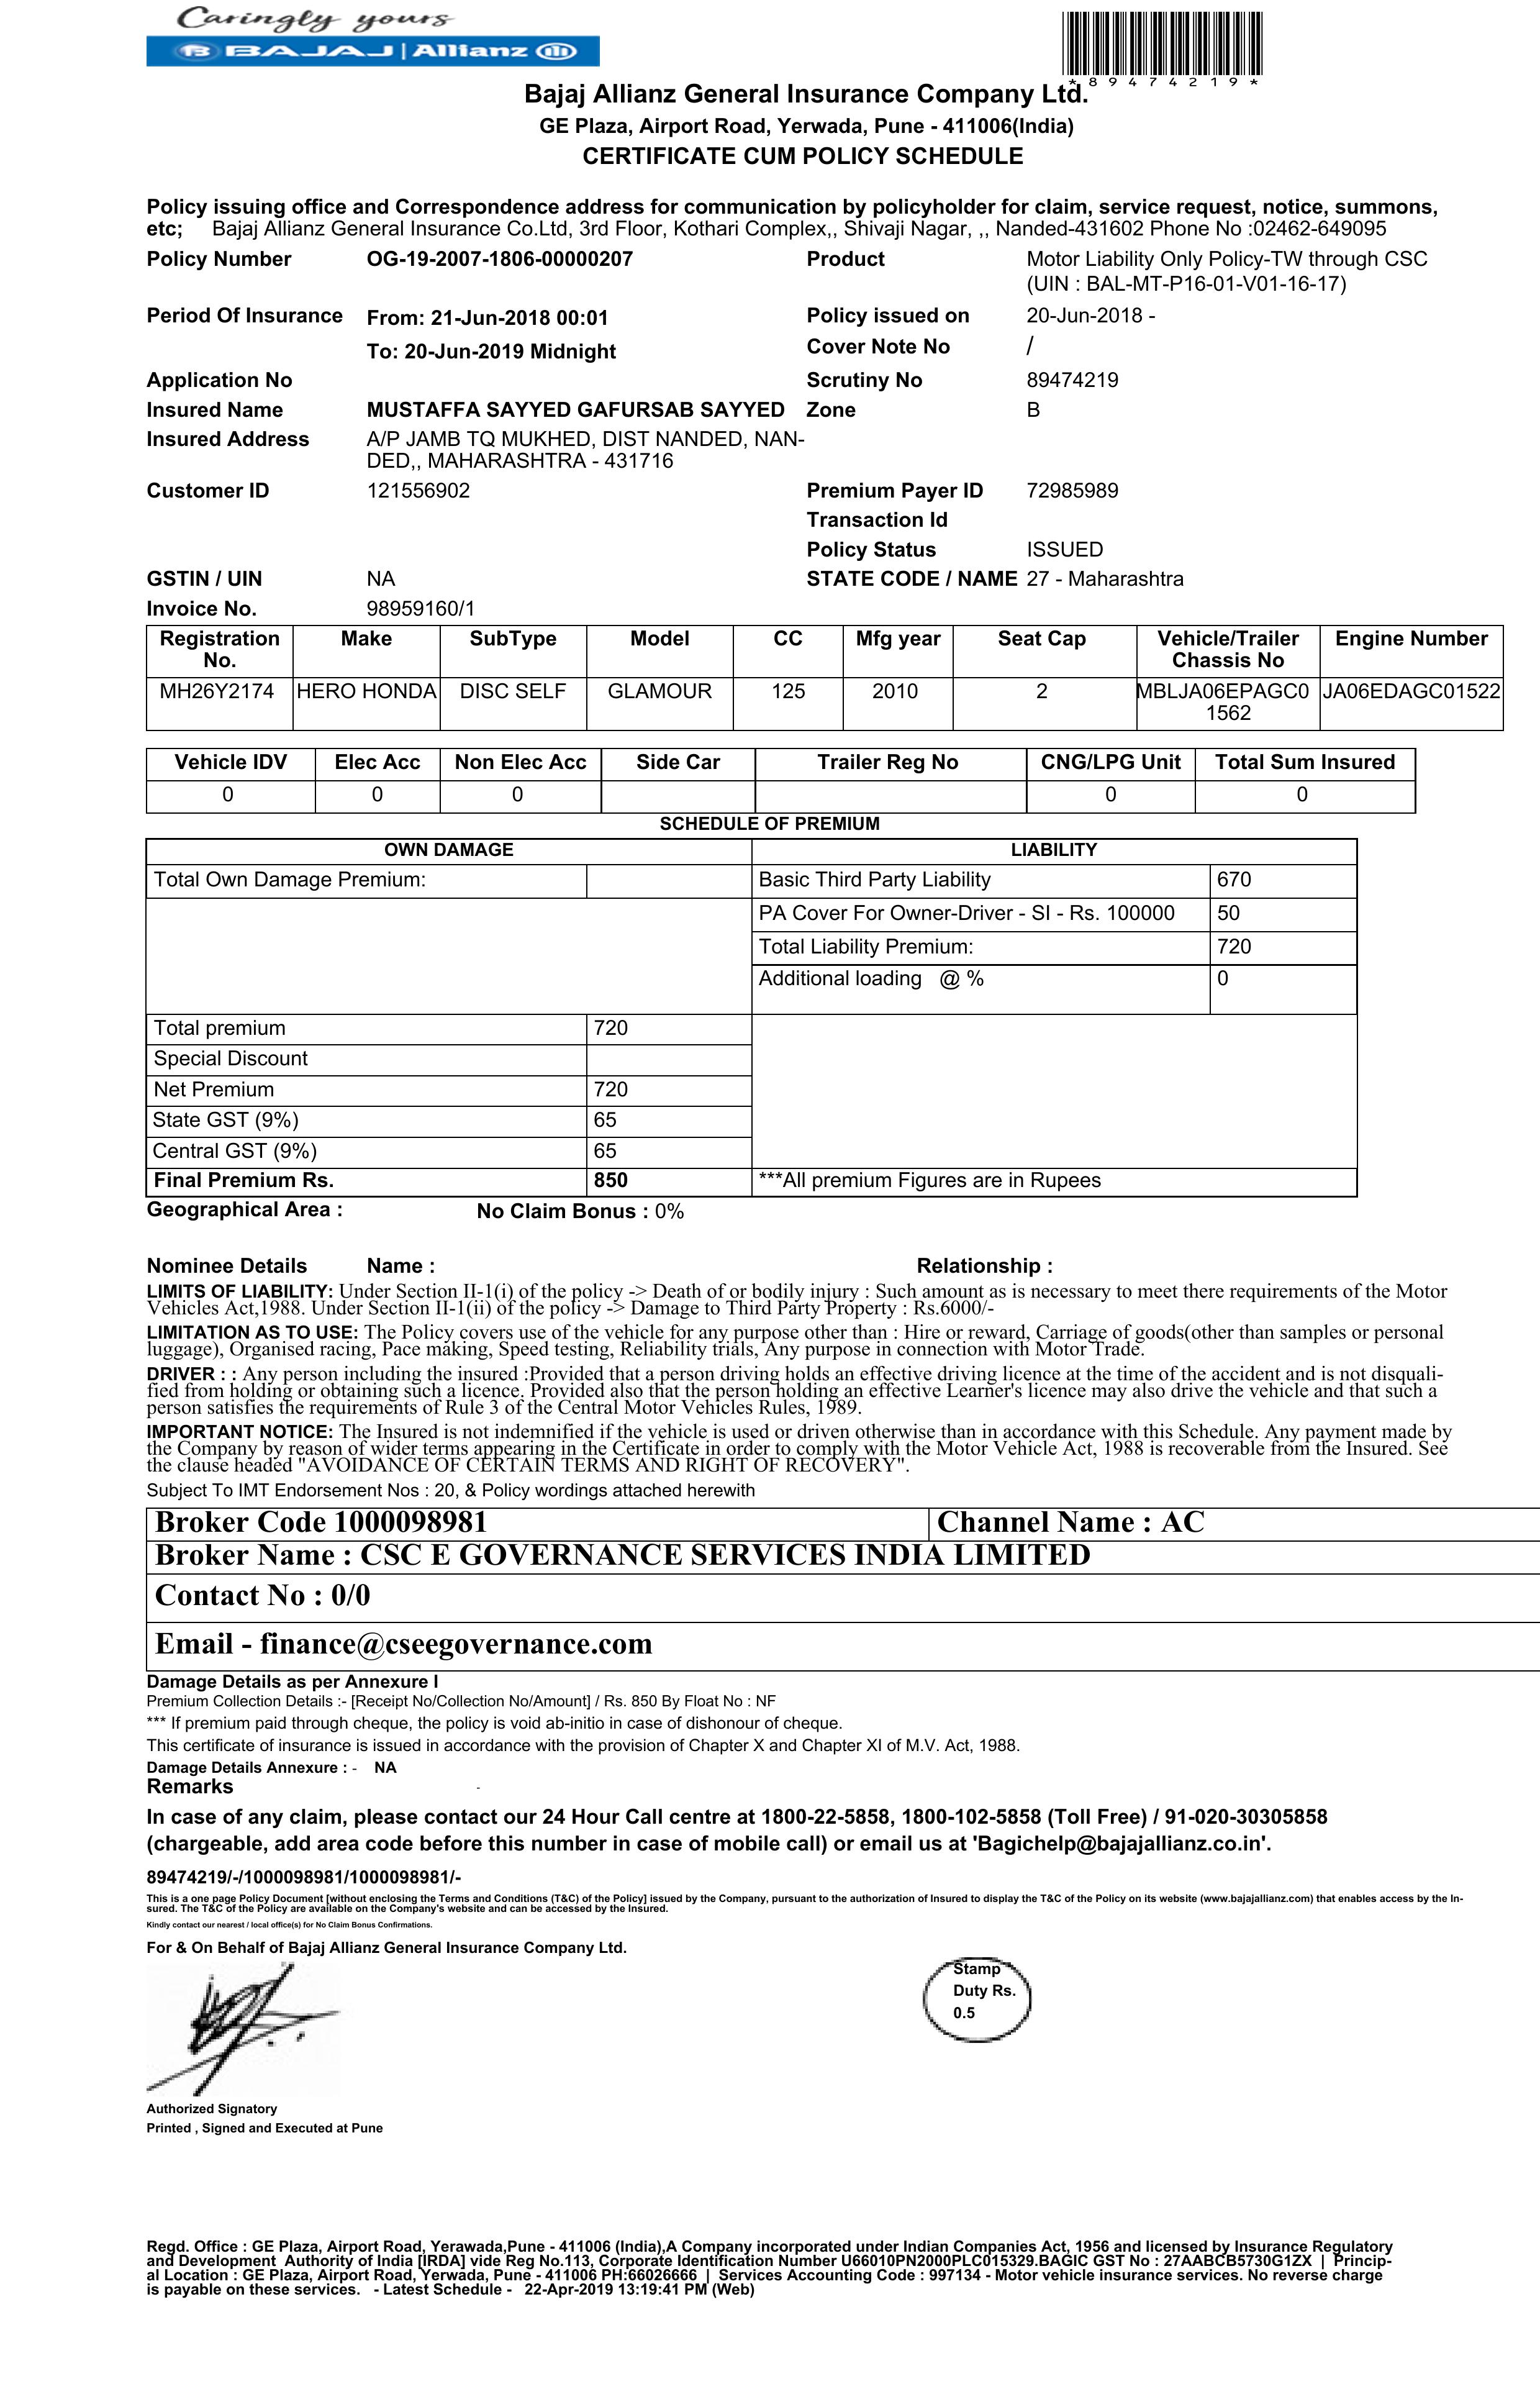 Caringly yours
BAJAJ | Allianz
*89474219*
Bajaj Allianz General Insurance Company Ltd.
GE Plaza, Airport Road, Yerwada, Pune - 411006(India)
CERTIFICATE CUM POLICY SCHEDULE
Policy issuing office and Correspondence address for communication by policyholder for claim, service request, notice, summons,
etc; Bajaj Allianz General Insurance Co.Ltd, 3rd Floor, Kothari Complex,, Shivaji Nagar, ,, Nanded-431602 Phone No :02462-649095
Policy Number OG-19-2007-1806-00000207 Product Motor Liability Only Policy-TW through CSC
(UIN : BAL-MT-P16-01-V01-16-17)
Period Of Insurance From: 21-Jun-2018 00:01 Policy issued on 20-Jun-2018 -
To: 20-Jun-2019 Midnight Cover Note No /
Application No Scrutiny No 89474219
Insured Name MUSTAFFA SAYYED GAFURSAB SAYYED Zone B
Insured Address A/P JAMB TQ MUKHED, DIST NANDED, NAN-
DED,, MAHARASHTRA - 431716
Customer ID 121556902 Premium Payer ID 72985989
Transaction Id
Policy Status ISSUED
GSTIN / UIN NA STATE CODE / NAME 27 - Maharashtra
Invoice No. 98959160/1
Registration No. Make SubType Model CC Mfg year Seat Cap Vehicle/Trailer Chassis No Engine Number
MH26Y2174 HERO HONDA DISC SELF GLAMOUR 125 2010 2 MBLJA06EPAGC0 JA06EDAGC01522
1562
Vehicle IDV Elec Acc Non Elec Acc Side Car Trailer Reg No CNG/LPG Unit Total Sum Insured
0 0 0 0 0
SCHEDULE OF PREMIUM
OWN DAMAGE LIABILITY
Total Own Damage Premium: Basic Third Party Liability 670
PA Cover For Owner-Driver - SI - Rs. 100000 50
Total Liability Premium: 720
Additional loading @ % 0
Total premium 720
Special Discount
Net Premium 720
State GST (9%) 65
Central GST (9%) 65
Final Premium Rs. 850 ***All premium Figures are in Rupees
Geographical Area : No Claim Bonus : 0%
Nominee Details Name : Relationship :
LIMITS OF LIABILITY: Under Section II-1(i) of the policy -> Death of or bodily injury : Such amount as is necessary to meet there requirements of the Motor
Vehicles Act,1988. Under Section II-1(ii) of the policy -> Damage to Third Party Property : Rs.6000/-
LIMITATION AS TO USE: The Policy covers use of the vehicle for any purpose other than : Hire or reward, Carriage of goods(other than samples or personal
luggage), Organised racing, Pace making, Speed testing, Reliability trials, Any purpose in connection with Motor Trade.
DRIVER : : Any person including the insured :Provided that a person driving holds an effective driving licence at the time of the accident and is not disquali-
fied from holding or obtaining such a licence. Provided also that the person holding an effective Learner's licence may also drive the vehicle and that such a
person satisfies the requirements of Rule 3 of the Central Motor Vehicles Rules, 1989.
IMPORTANT NOTICE: The Insured is not indemnified if the vehicle is used or driven otherwise than in accordance with this Schedule. Any payment made by
the Company by reason of wider terms appearing in the Certificate in order to comply with the Motor Vehicle Act, 1988 is recoverable from the Insured. See
the clause headed "AVOIDANCE OF CERTAIN TERMS AND RIGHT OF RECOVERY".
Subject To IMT Endorsement Nos : 20, & Policy wordings attached herewith
Broker Code 1000098981 Channel Name : AC
Broker Name : CSC E GOVERNANCE SERVICES INDIA LIMITED
Contact No : 0/0
Email - finance@cseegovernance.com
Damage Details as per Annexure I
Premium Collection Details :- [Receipt No/Collection No/Amount] / Rs. 850 By Float No : NF
*** If premium paid through cheque, the policy is void ab-initio in case of dishonour of cheque.
This certificate of insurance is issued in accordance with the provision of Chapter X and Chapter XI of M.V. Act, 1988.
Damage Details Annexure : - NA
Remarks -
In case of any claim, please contact our 24 Hour Call centre at 1800-22-5858, 1800-102-5858 (Toll Free) / 91-020-30305858
(chargeable, add area code before this number in case of mobile call) or email us at 'Bagichelp@bajajallianz.co.in'.
89474219/-/1000098981/1000098981/-
This is a one page Policy Document [without enclosing the Terms and Conditions (T&C) of the Policy] issued by the Company, pursuant to the authorization of Insured to display the T&C of the Policy on its website (www.bajajallianz.com) that enables access by the In-
sured. The T&C of the Policy are available on the Company's website and can be accessed by the Insured.
Kindly contact our nearest / local office(s) for No Claim Bonus Confirmations.
For & On Behalf of Bajaj Allianz General Insurance Company Ltd.
Stamp
Duty Rs.
0.5
Authorized Signatory
Printed , Signed and Executed at Pune
Regd. Office : GE Plaza, Airport Road, Yerawada,Pune - 411006 (India),A Company incorporated under Indian Companies Act, 1956 and licensed by Insurance Regulatory
and Development Authority of India [IRDA] vide Reg No.113, Corporate Identification Number U66010PN2000PLC015329.BAGIC GST No : 27AABCB5730G1ZX | Princip-
al Location : GE Plaza, Airport Road, Yerwada, Pune - 411006 PH:66026666 | Services Accounting Code : 997134 - Motor vehicle insurance services. No reverse charge
is payable on these services. - Latest Schedule - 22-Apr-2019 13:19:41 PM (Web)